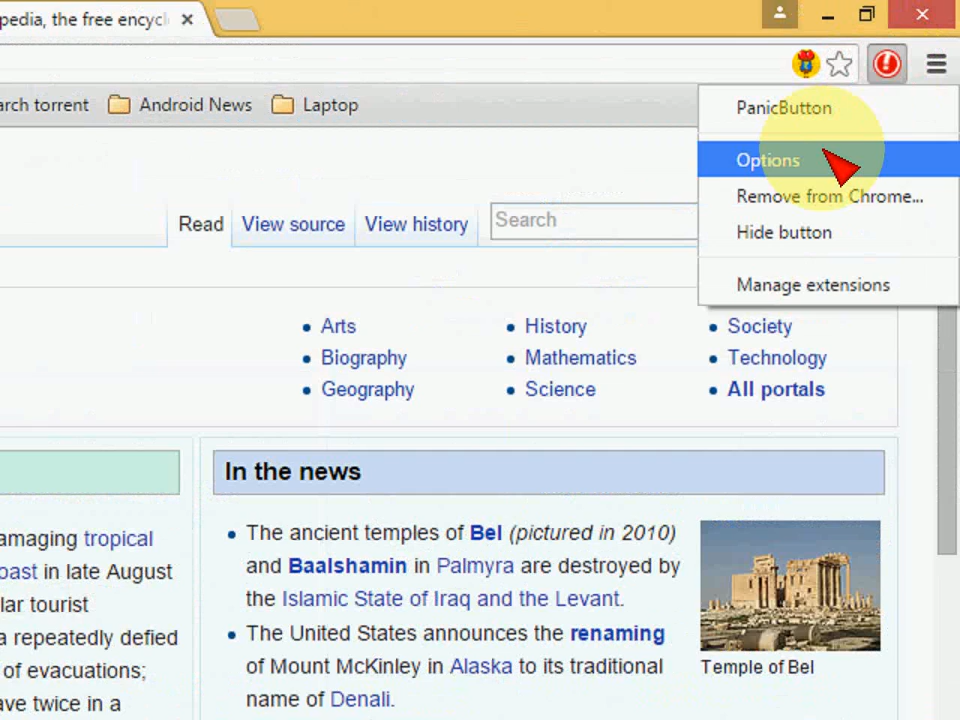 pedia, the free encycl
arch torrent Android News Laptop
PanicButton
Options
Remove from Chrome...
Hide button
Manage extensions
Read View source View history Search
Arts History Society
Biography Mathematics Technology
Geography Science All portals
In the news
amaging tropical
oast in late August
lar tourist
a repeatedly defied
of evacuations;
ave twice in a
The ancient temples of Bel (pictured in 2010)
and Baalshamin in Palmyra are destroyed by
the Islamic State of Iraq and the Levant.
The United States announces the renaming
of Mount McKinley in Alaska to its traditional
name of Denali.
Temple of Bel